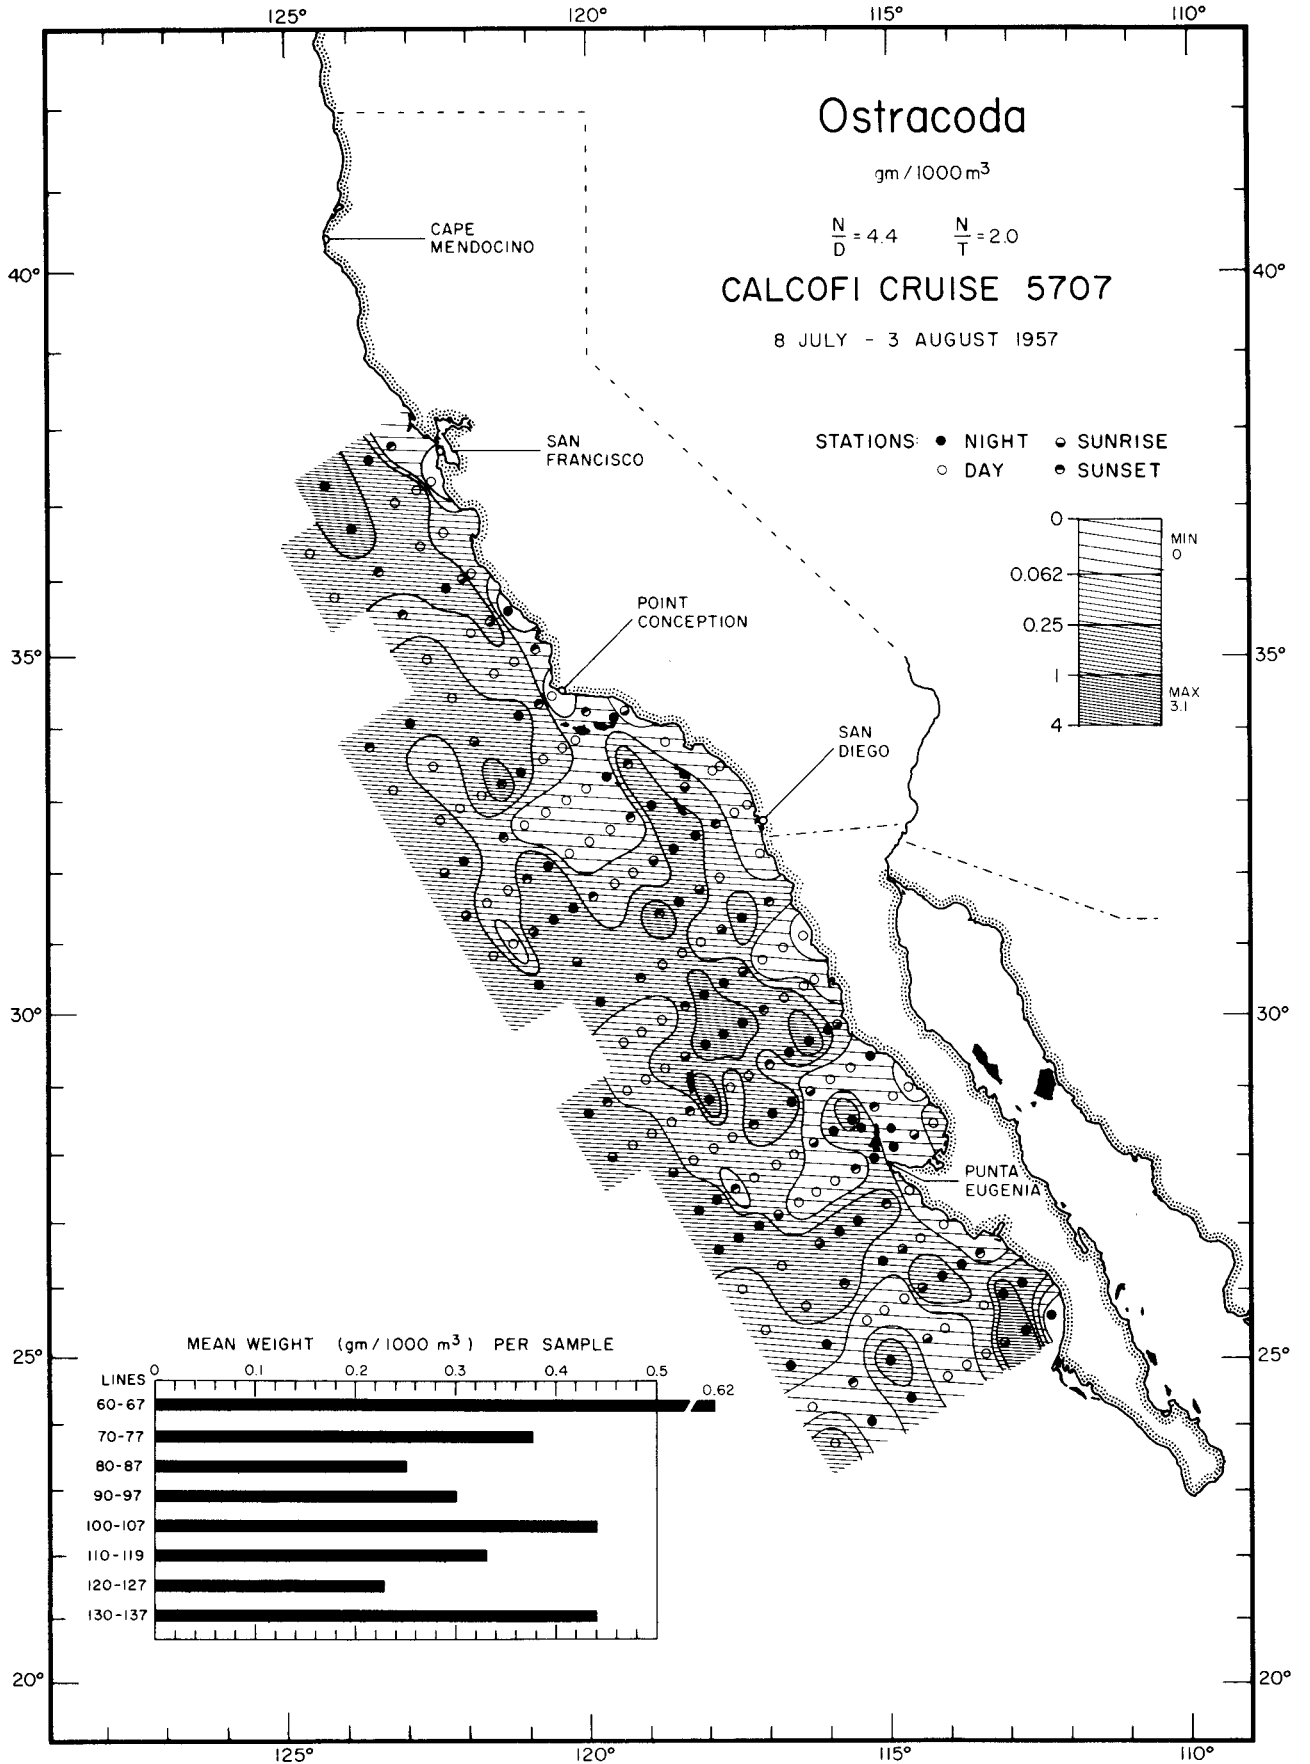 125°
120°
115°
110°
Ostracoda
gm/1000m³
N/D = 4.4 N/T = 2.0
CALCOFI CRUISE 5707
8 JULY - 3 AUGUST 1957
CAPE
MENDOCINO
40°
40°
SAN
FRANCISCO
STATIONS: NIGHT SUNRISE
DAY SUNSET
0
MIN
0
0.062
0.25
1
MAX
3.1
4
POINT
CONCEPTION
35°
35°
SAN
DIEGO
30°
30°
PUNTA
EUGENIA
25°
25°
MEAN WEIGHT (gm/1000 m³) PER SAMPLE
0 0.1 0.2 0.3 0.4 0.5
LINES
0.62
60-67
70-77
80-87
90-97
100-107
110-119
120-127
130-137
20°
20°
125°
120°
115°
110°